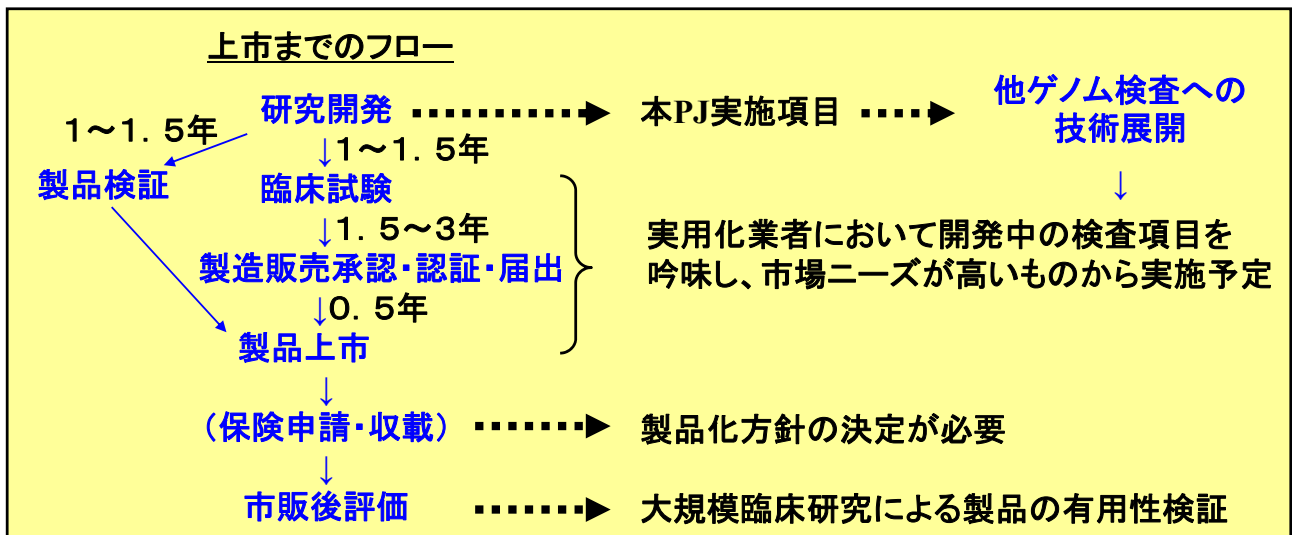 上市までのフロー
研究開発
本PJ実施項目
他ゲノム検査への
技術展開
1～1．5年
↓1～1．5年
↓
製品検証
臨床試験
↓1．5～3年
実用化業者において開発中の検査項目を
吟味し、市場ニーズが高いものから実施予定
製造販売承認・認証・届出
↓0．5年
製品上市
↓
（保険申請・収載）
製品化方針の決定が必要
↓
市販後評価
大規模臨床研究による製品の有用性検証